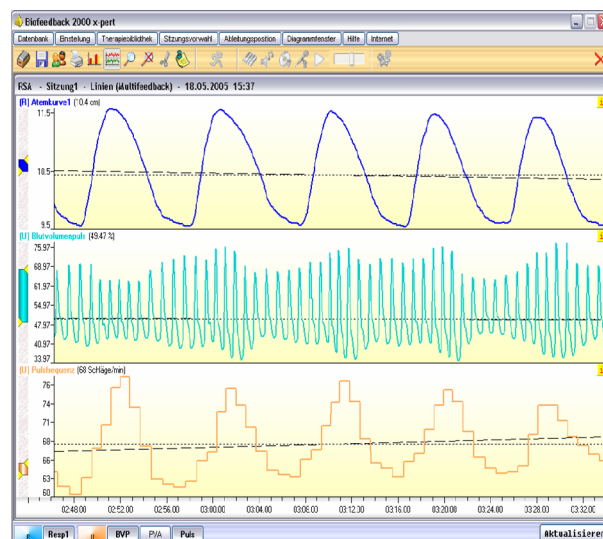 Biofeedback 2000 x-pert
Datenbank Einstellung Therapiebibliothek Sitzungsvorwahl Ableitungsposition Diagrammfenster Hilfe Internet
RSA - Sitzung1 - Linien (Multifeedback) - 18.05.2005 15:37
[R] Atemkurve1 (10.4 cm)
11.5
10.5
9.5
[U] Blutvolumenpuls (49.47 %)
75.97
68.97
61.97
54.97
47.97
40.97
33.97
[U] Pulsfrequenz (68 Schläge/min)
76
74
71
68
66
63
60
02:48.00 02:52.00 02:56.00 03:00.00 03:04.00 03:08.00 03:12.00 03:16.00 03:20.00 03:24.00 03:28.00 03:32.00
R Resp1 U BVP P/A Puls Aktualisieren